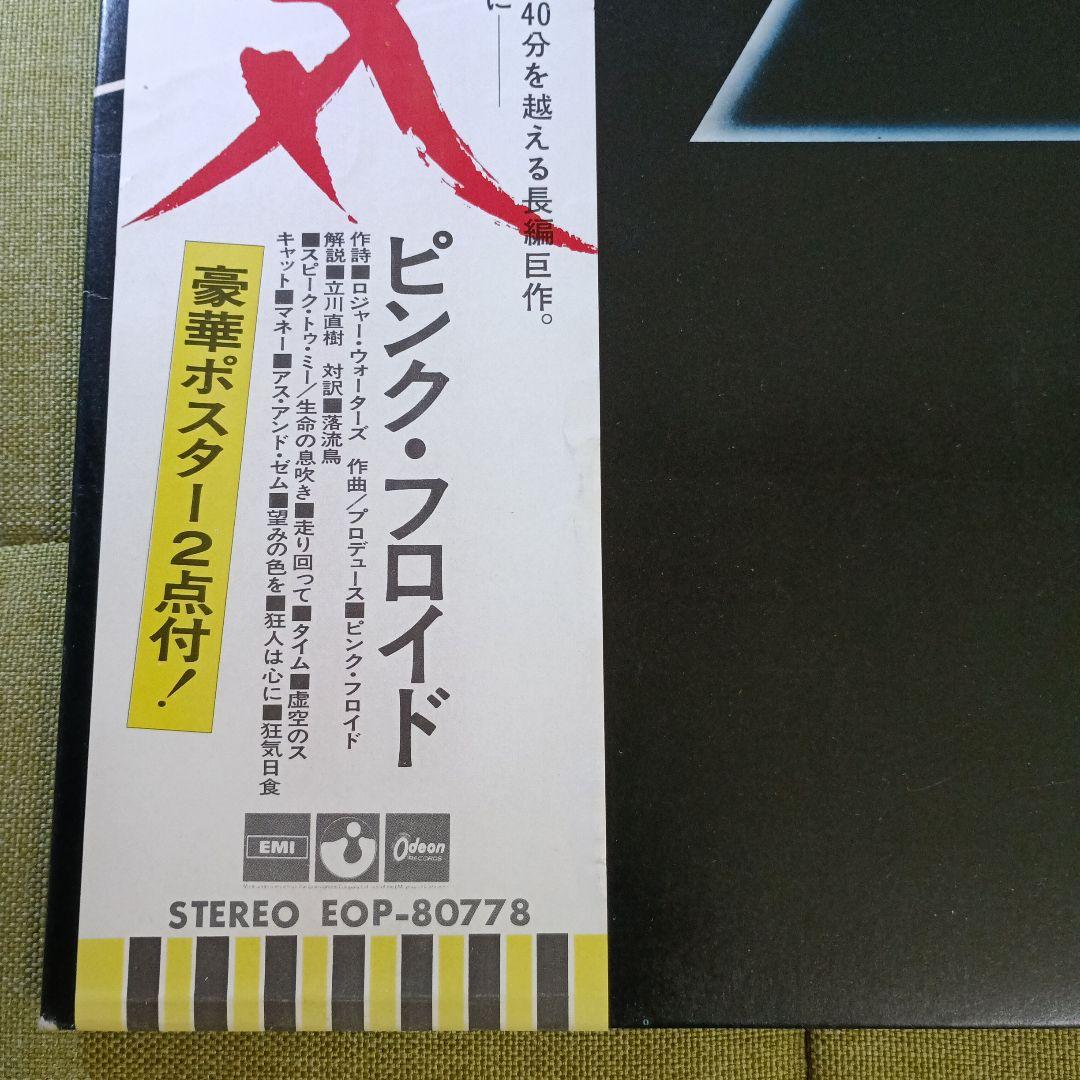 40分を越える長編巨作。
に——
ピンク・フロイド
作詩■ロジャー・ウォーターズ 作曲/プロデュース■ピンク・フロイド
解説■立川直樹 対訳■落流鳥
■スピーク・トゥ・ミー/生命の息吹き■走り回って■タイム■虚空のス
キャット■マネー■アス・アンド・ゼム■望みの色を■狂人は心に■狂気日食
豪華ポスター2点付!
EMI
Odeon
RECORDS
STEREO EOP-80778